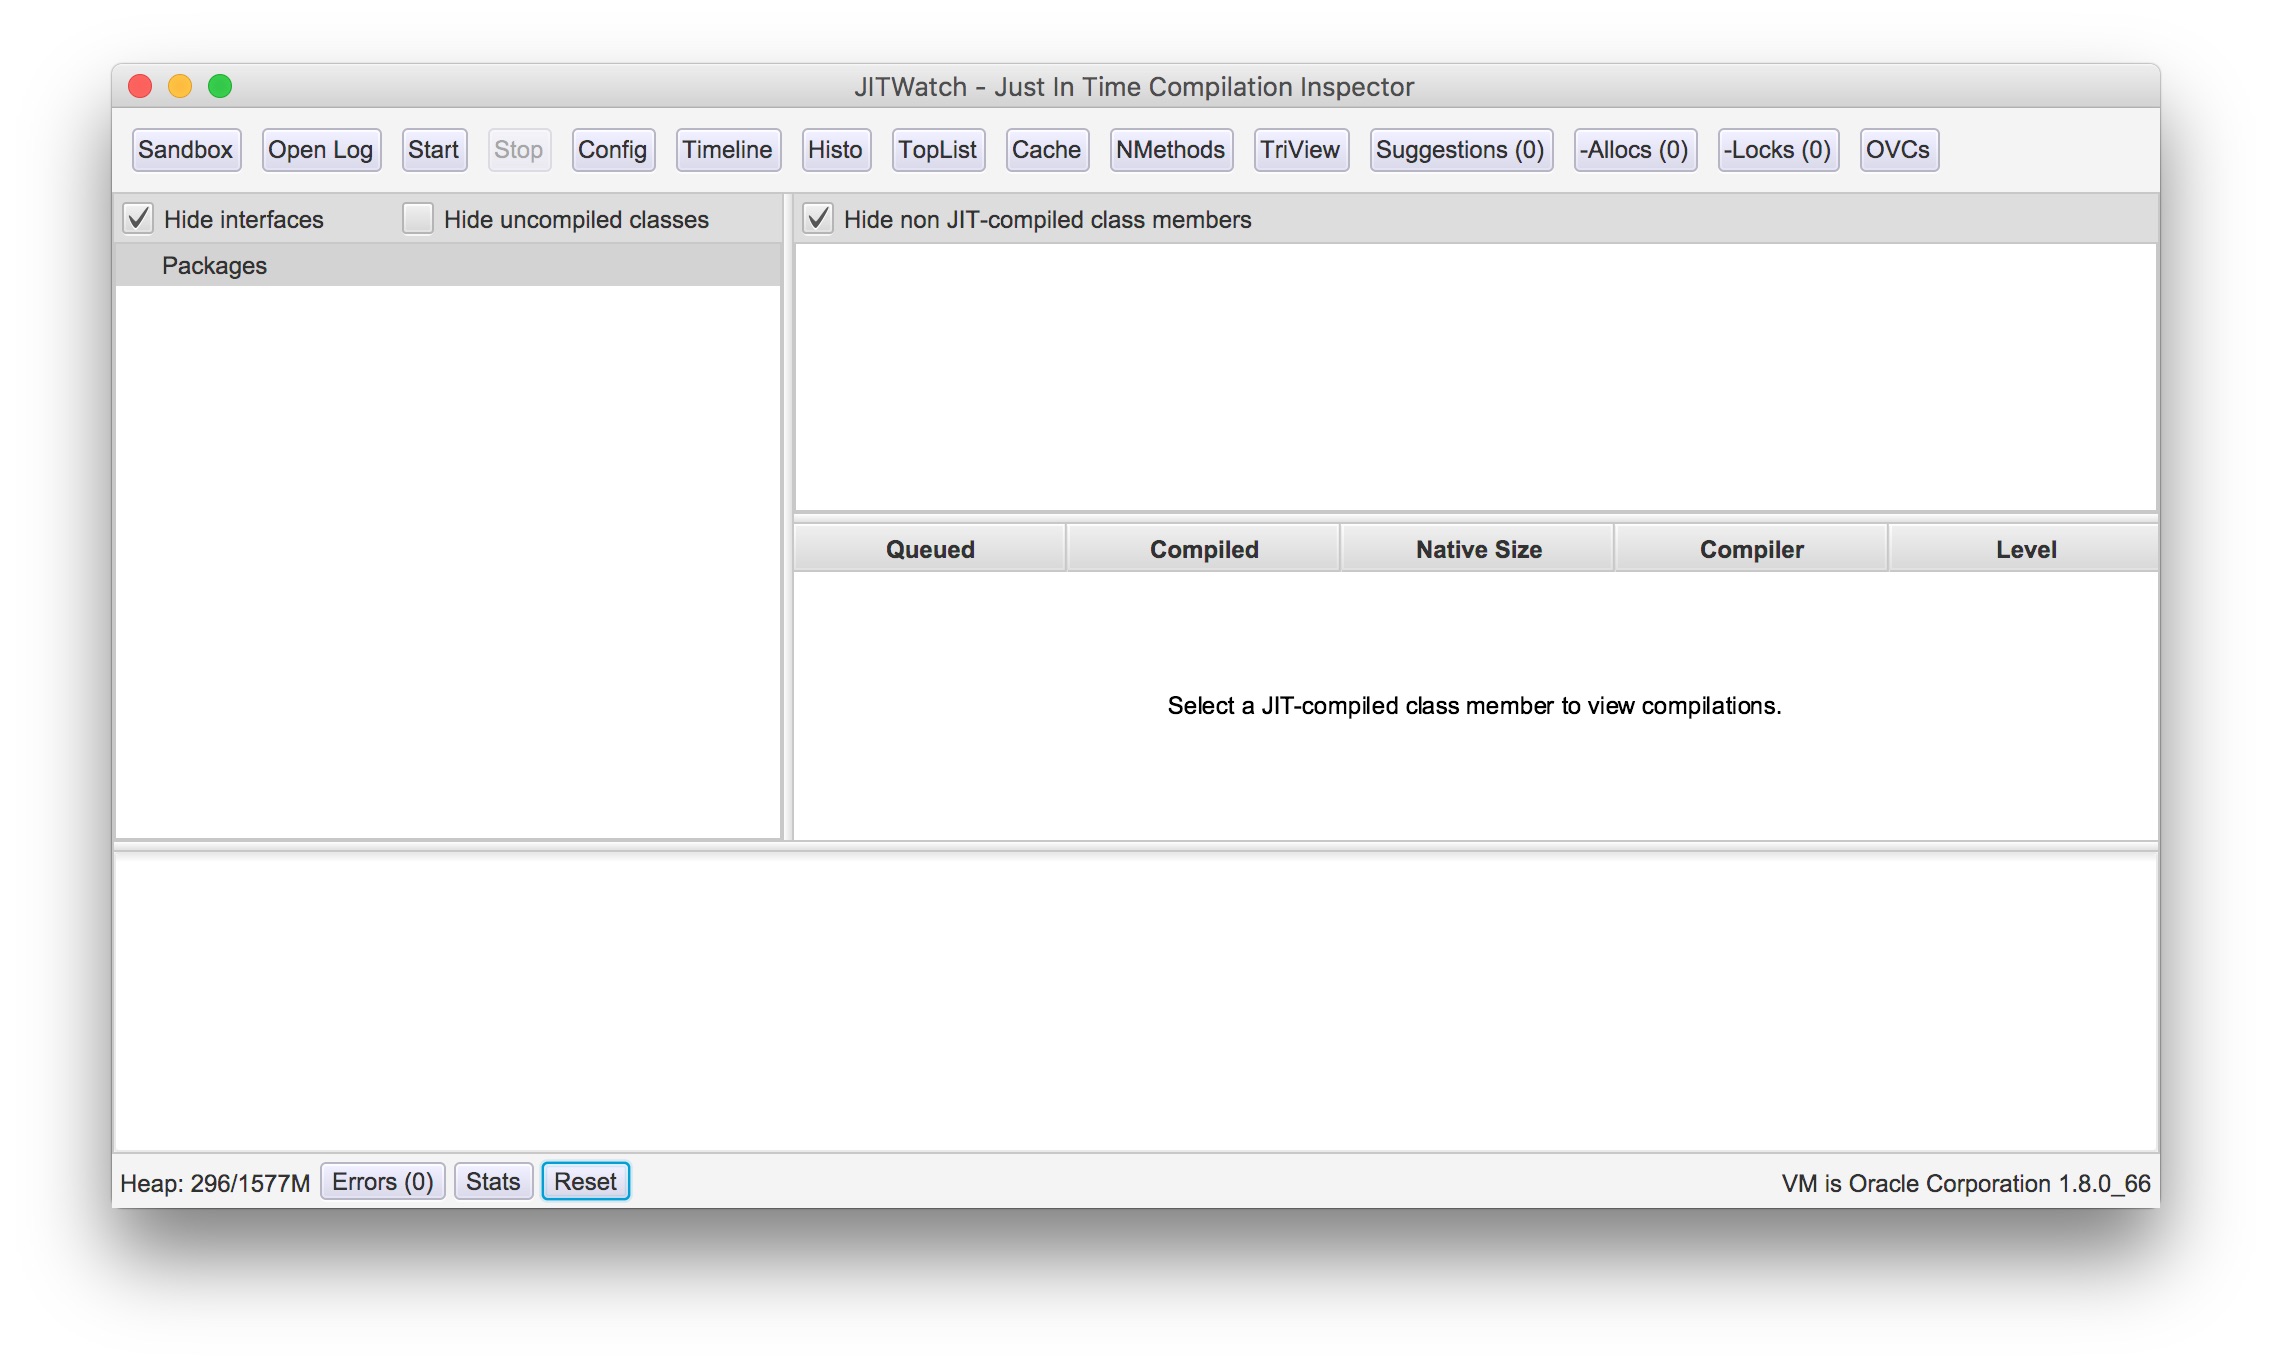 JITWatch - Just In Time Compilation Inspector
Sandbox Open Log Start Stop Config Timeline Histo TopList Cache NMethods TriView Suggestions (0) -Allocs (0) -Locks (0) OVCs
Hide interfaces Hide uncompiled classes Hide non JIT-compiled class members
Packages
Queued Compiled Native Size Compiler Level
Select a JIT-compiled class member to view compilations.
Heap: 296/1577M Errors (0) Stats Reset VM is Oracle Corporation 1.8.0_66